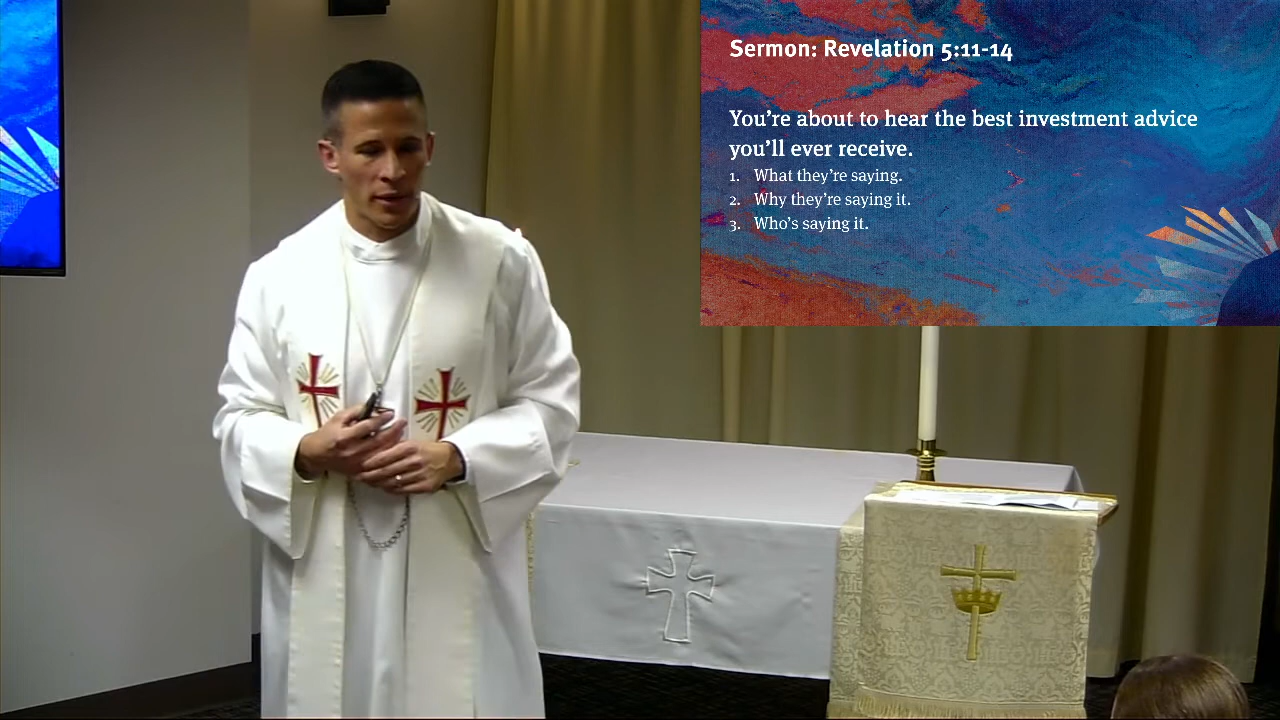 Sermon: Revelation 5:11-14
You're about to hear the best investment advice
you'll ever receive.
1. What they're saying.
2. Why they're saying it.
3. Who's saying it.